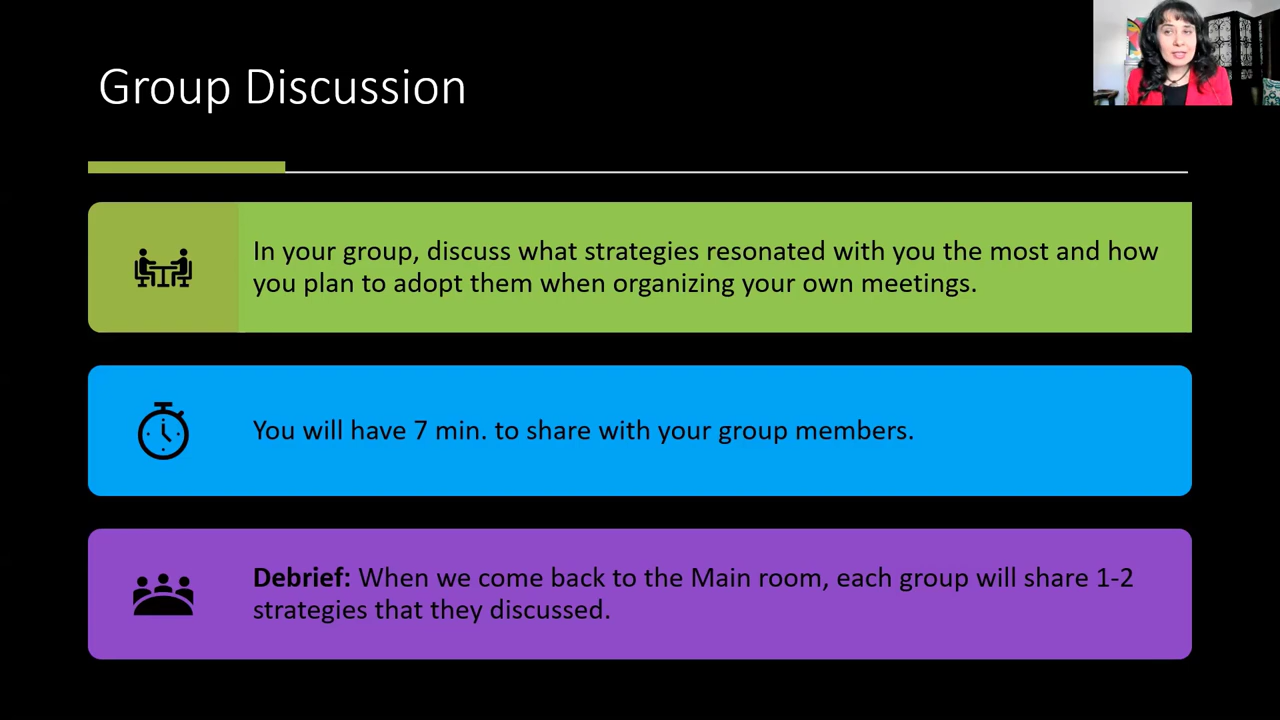 Group Discussion
In your group, discuss what strategies resonated with you the most and how
you plan to adopt them when organizing your own meetings.
You will have 7 min. to share with your group members.
Debrief: When we come back to the Main room, each group will share 1-2
strategies that they discussed.